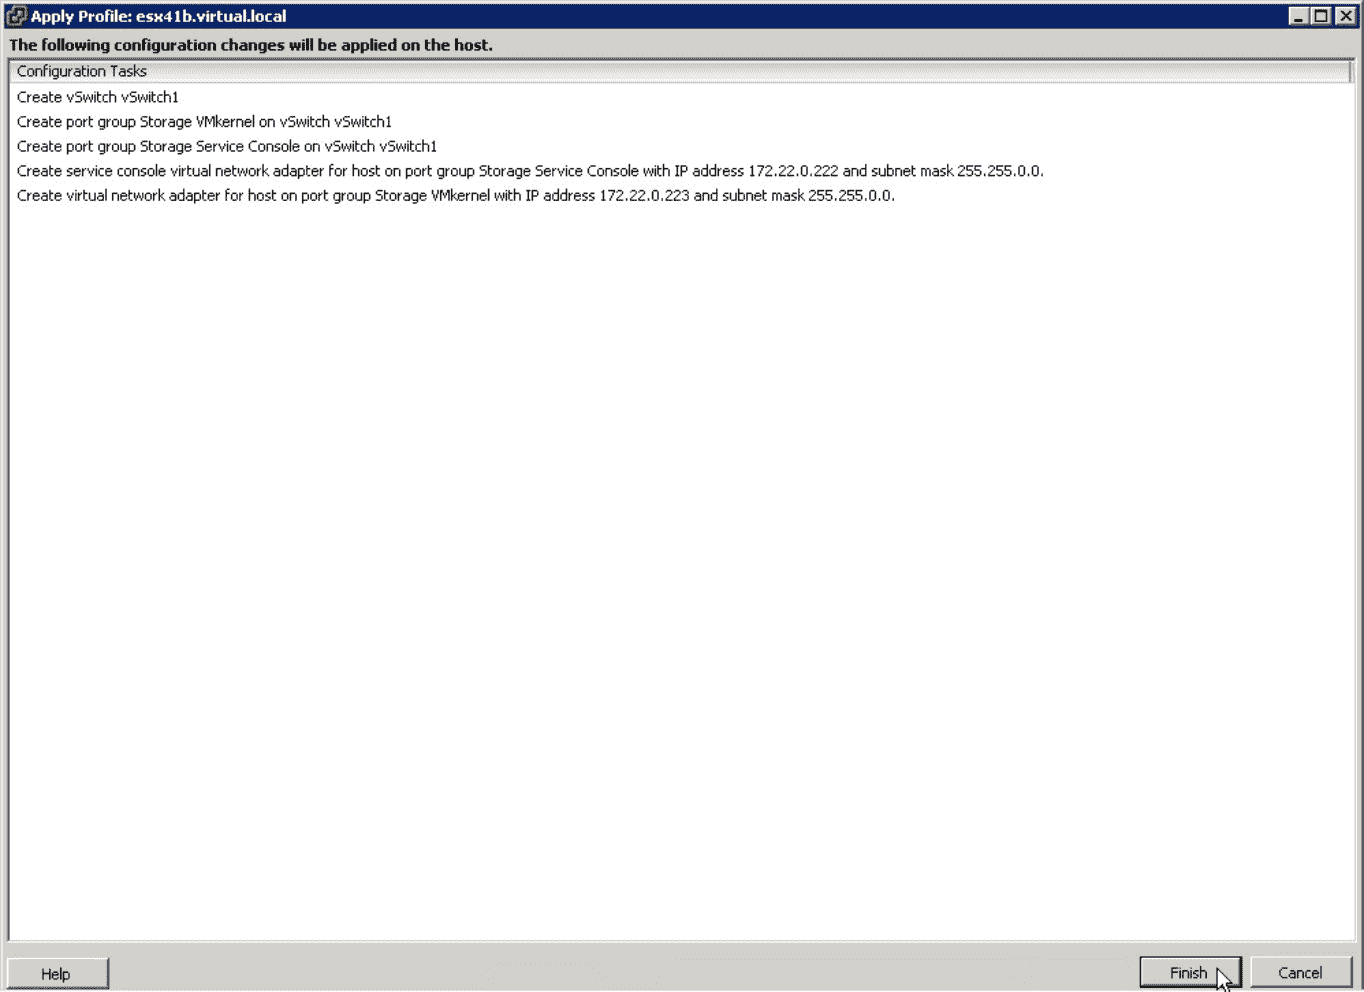 Apply Profile: esx41b.virtual.local
The following configuration changes will be applied on the host.
Configuration Tasks
Create vSwitch vSwitch1
Create port group Storage VMkernel on vSwitch vSwitch1
Create port group Storage Service Console on vSwitch vSwitch1
Create service console virtual network adapter for host on port group Storage Service Console with IP address 172.22.0.222 and subnet mask 255.255.0.0.
Create virtual network adapter for host on port group Storage VMkernel with IP address 172.22.0.223 and subnet mask 255.255.0.0.
Help
Finish
Cancel